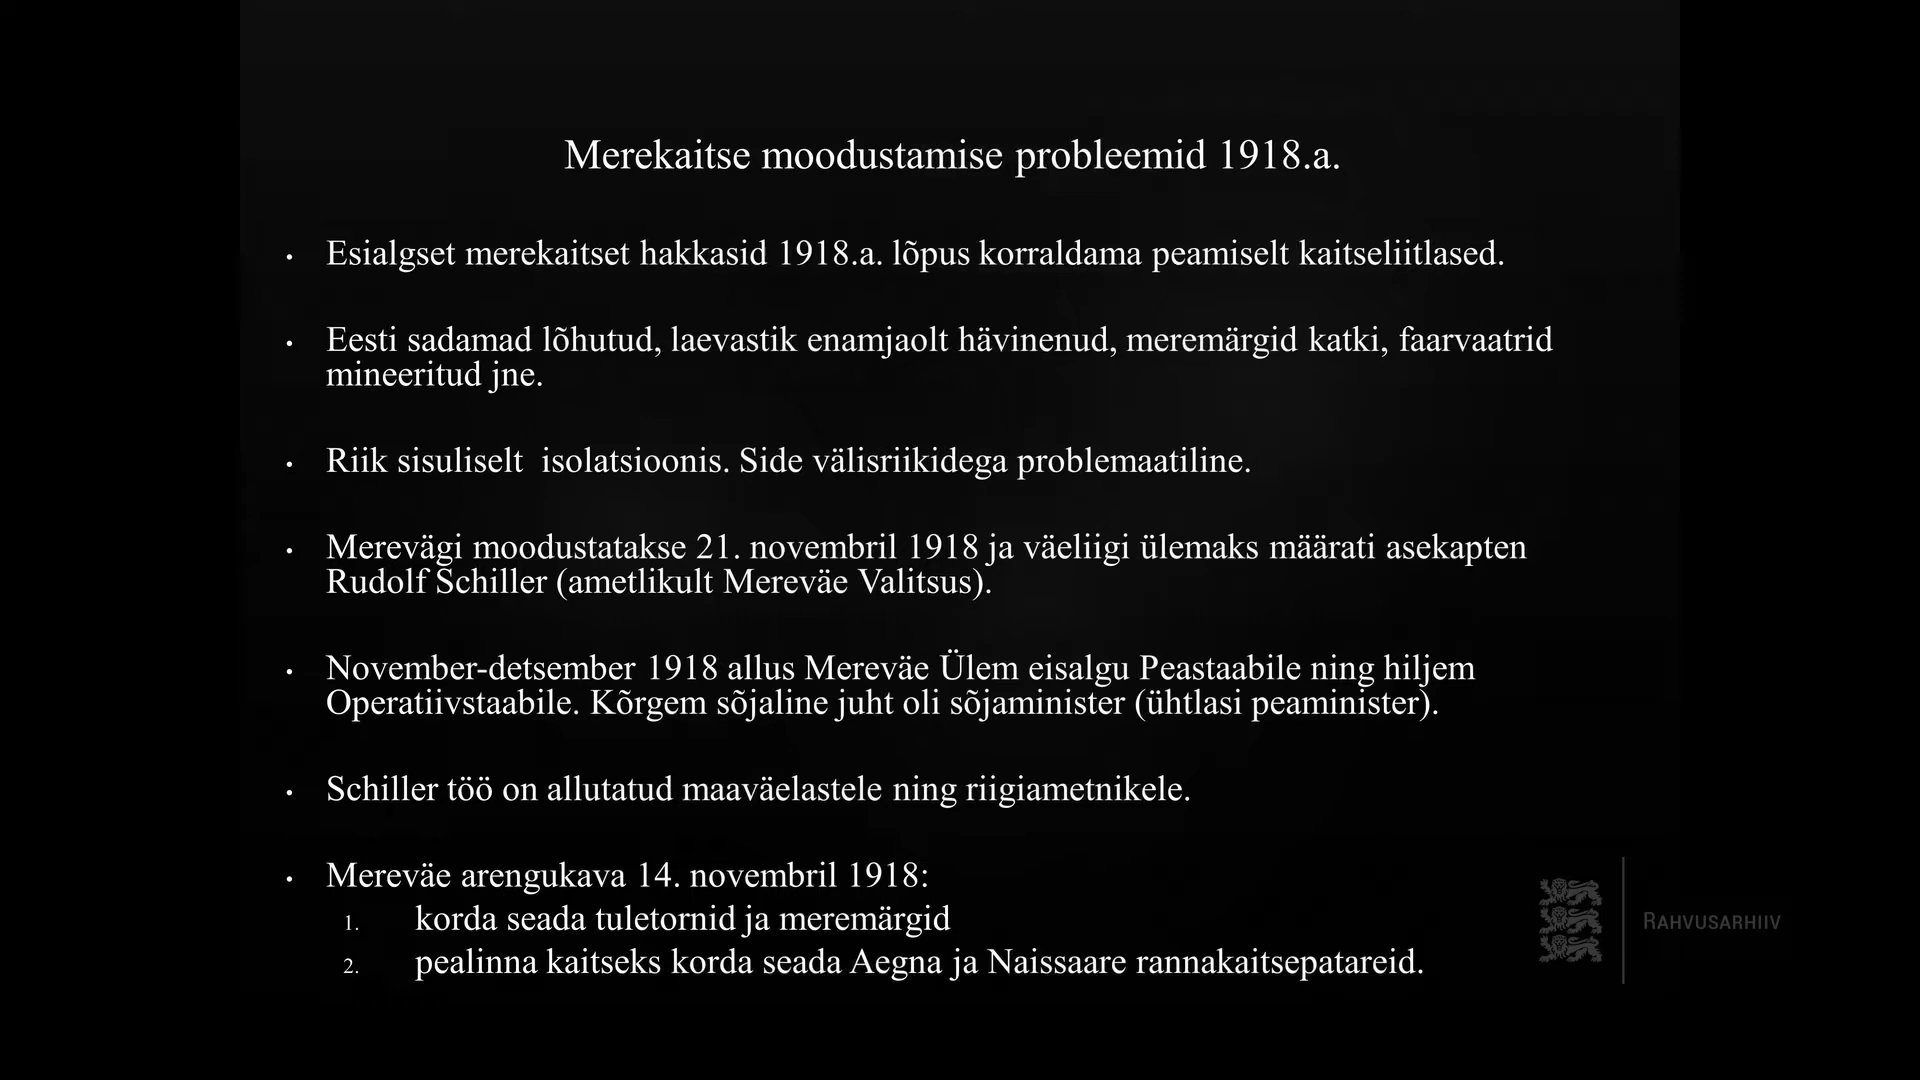 Merekaitse moodustamise probleemid 1918.a.
• Esialgset merekaitset hakkasid 1918.a. lõpus korraldama peamiselt kaitseliitlased.
• Eesti sadamad lõhutud, laevastik enamjaolt hävinenud, meremärgid katki, faarvaatrid
mineeritud jne.
• Riik sisuliselt isolatsioonis. Side välisriikidega problemaatiline.
• Merevägi moodustatakse 21. novembril 1918 ja väeliigi ülemaks määrati asekapten
Rudolf Schiller (ametlikult Mereväe Valitsus).
• November-detsember 1918 allus Mereväe Ülem eisalgu Peastaabile ning hiljem
Operatiivstaabile. Kõrgem sõjaline juht oli sõjaminister (ühtlasi peaminister).
• Schiller töö on allutatud maaväelastele ning riigiametnikele.
• Mereväe arengukava 14. novembril 1918:
1. korda seada tuletornid ja meremärgid
2. pealinna kaitseks korda seada Aegna ja Naissaare rannakaitsepatareid.
RAHVUSARHIIV